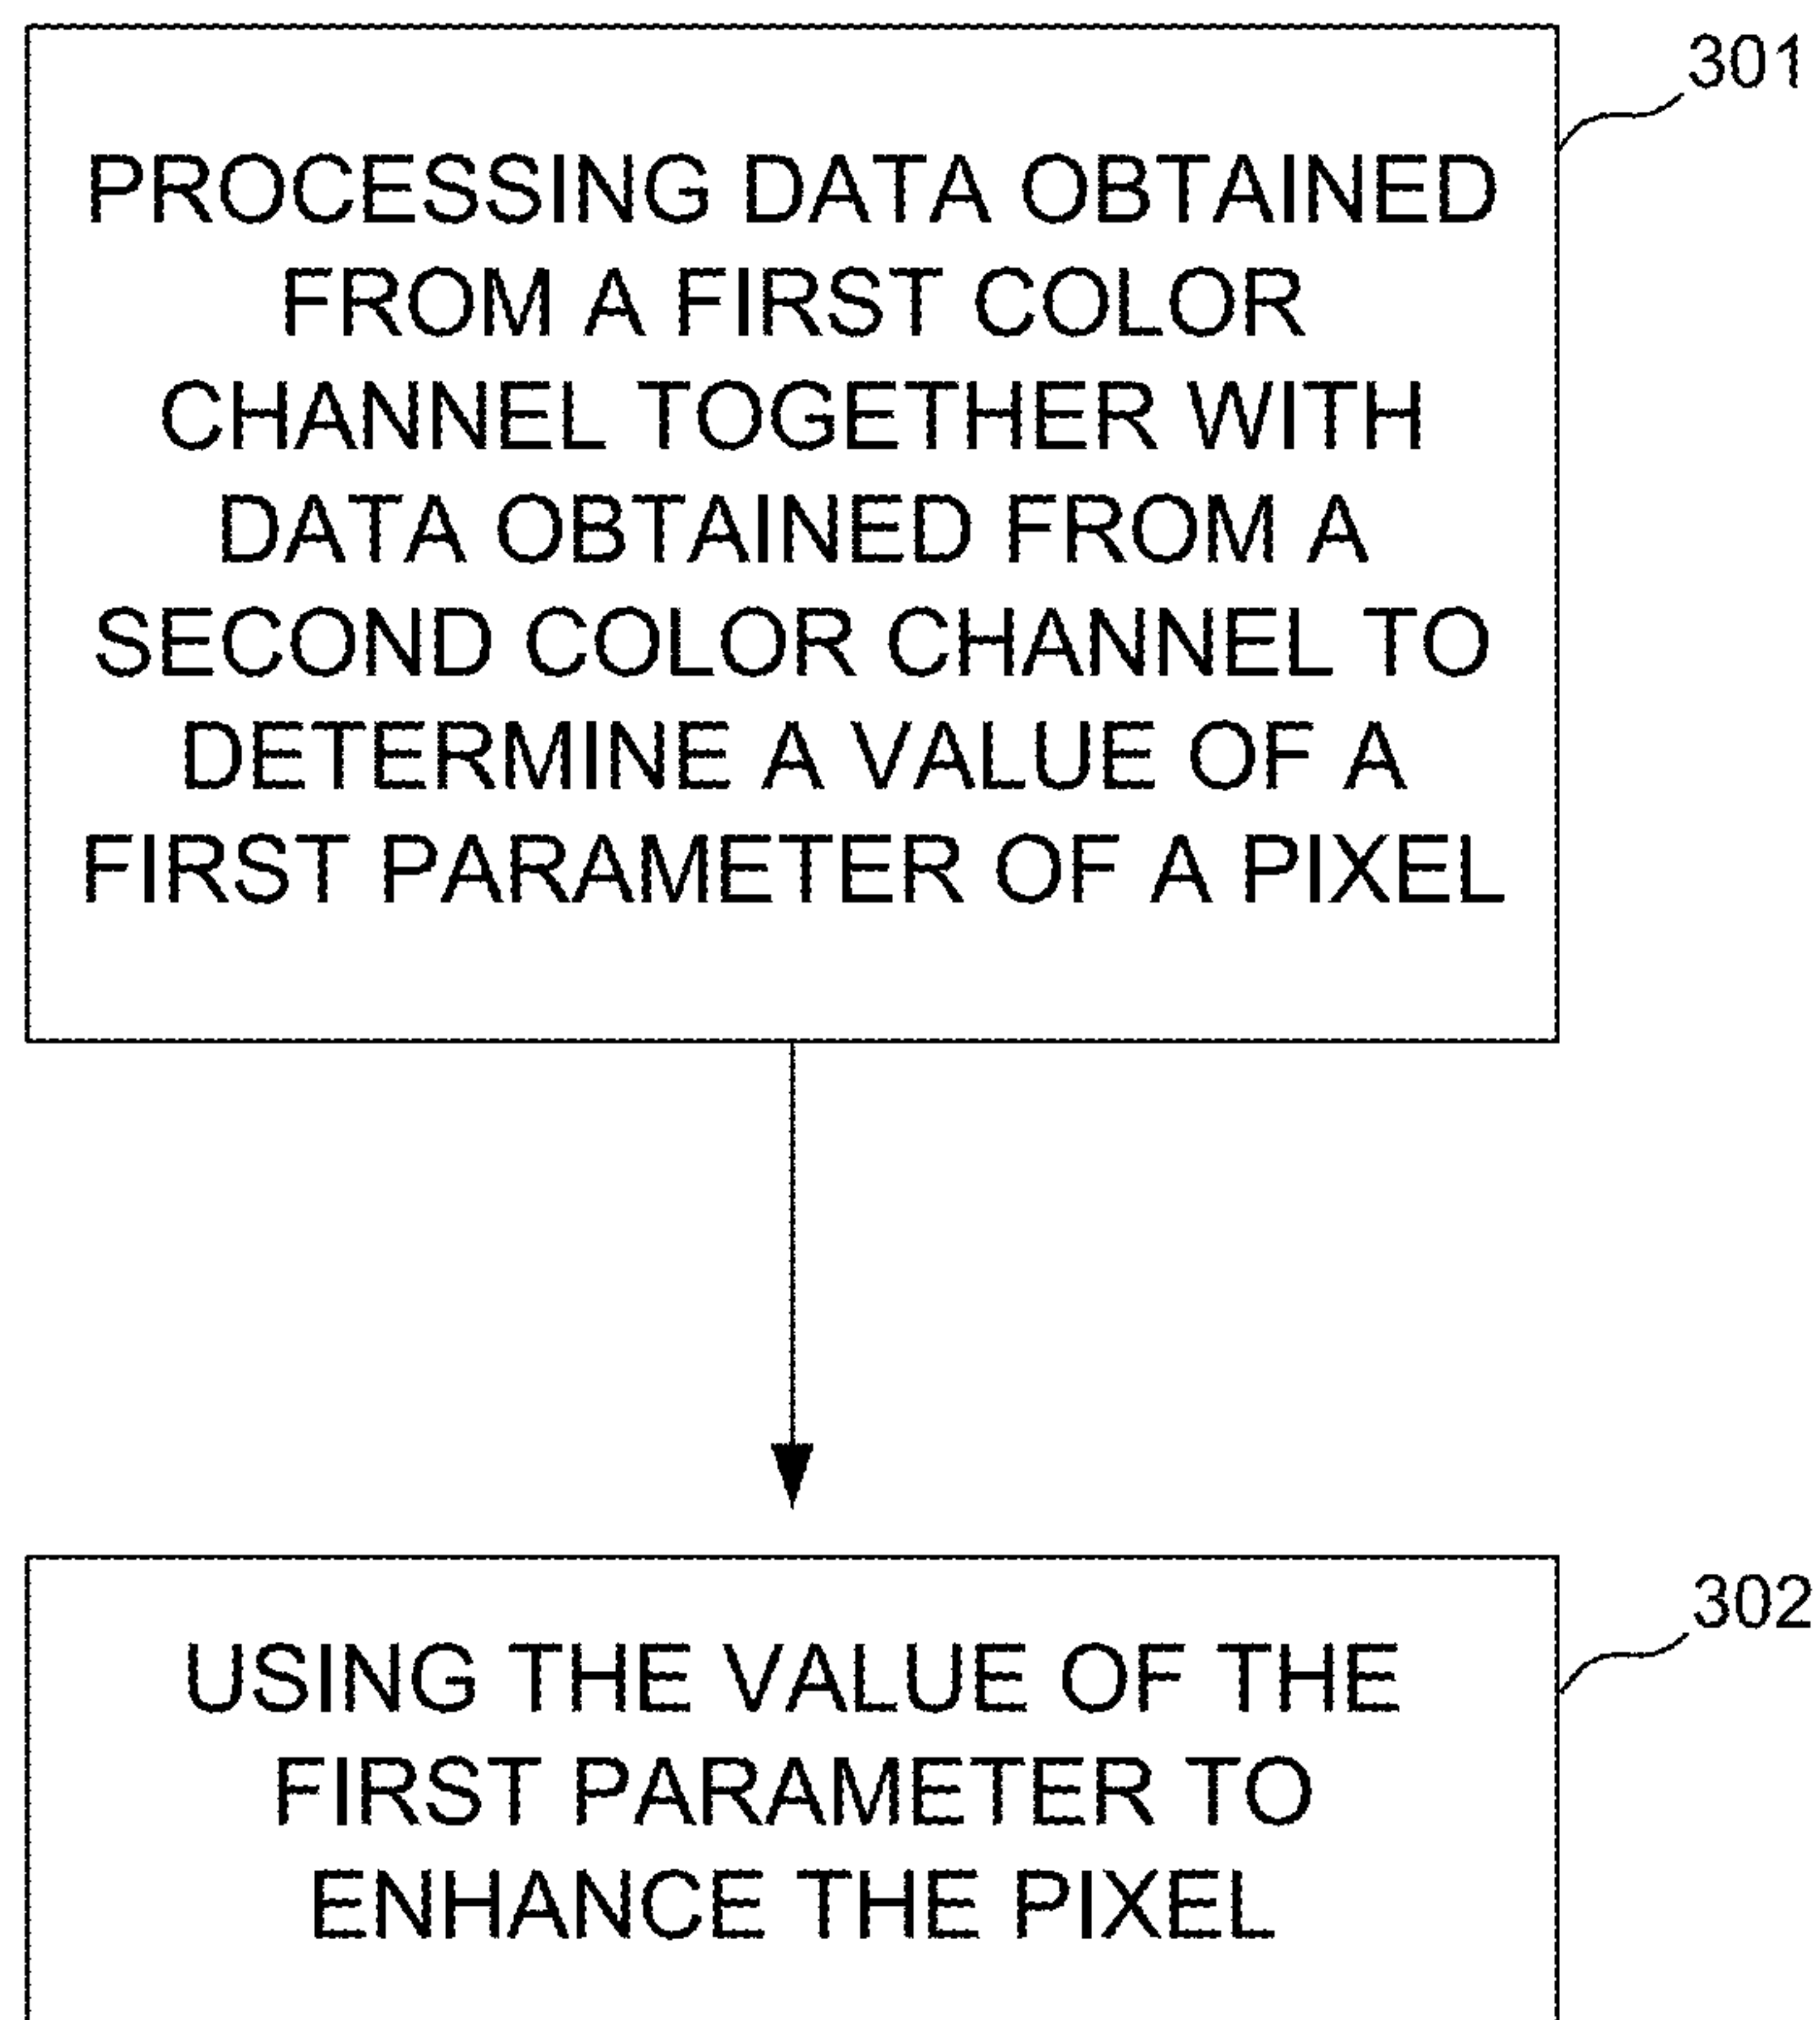 301
PROCESSING DATA OBTAINED
FROM A FIRST COLOR
CHANNEL TOGETHER WITH
DATA OBTAINED FROM A
SECOND COLOR CHANNEL TO
DETERMINE A VALUE OF A
FIRST PARAMETER OF A PIXEL
302
USING THE VALUE OF THE
FIRST PARAMETER TO
ENHANCE THE PIXEL